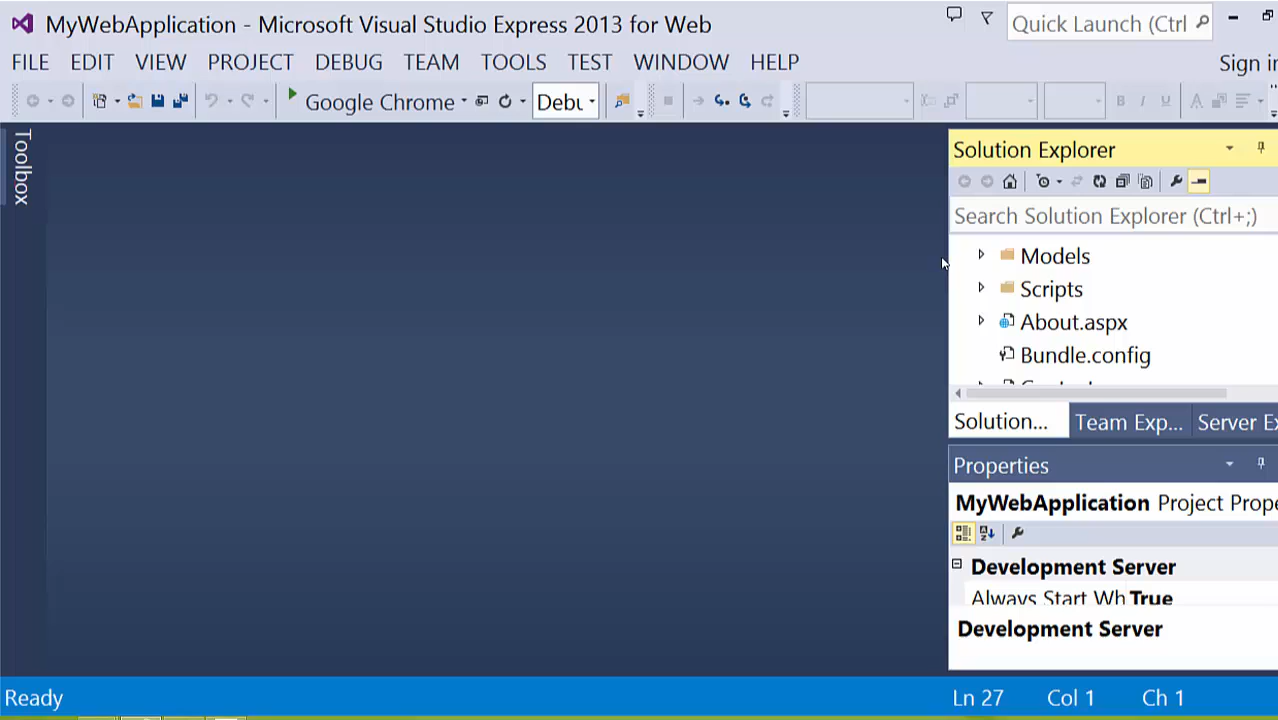 MyWebApplication - Microsoft Visual Studio Express 2013 for Web
Quick Launch (Ctrl
FILE EDIT VIEW PROJECT DEBUG TEAM TOOLS TEST WINDOW HELP
Sign in
Google Chrome
Debu
B I U A
Toolbox
Solution Explorer
Search Solution Explorer (Ctrl+;)
Models
Scripts
About.aspx
Bundle.config
Solution... Team Exp... Server Ex
Properties
MyWebApplication Project Prope
Development Server
Always Start Wh True
Development Server
Ready Ln 27 Col 1 Ch 1